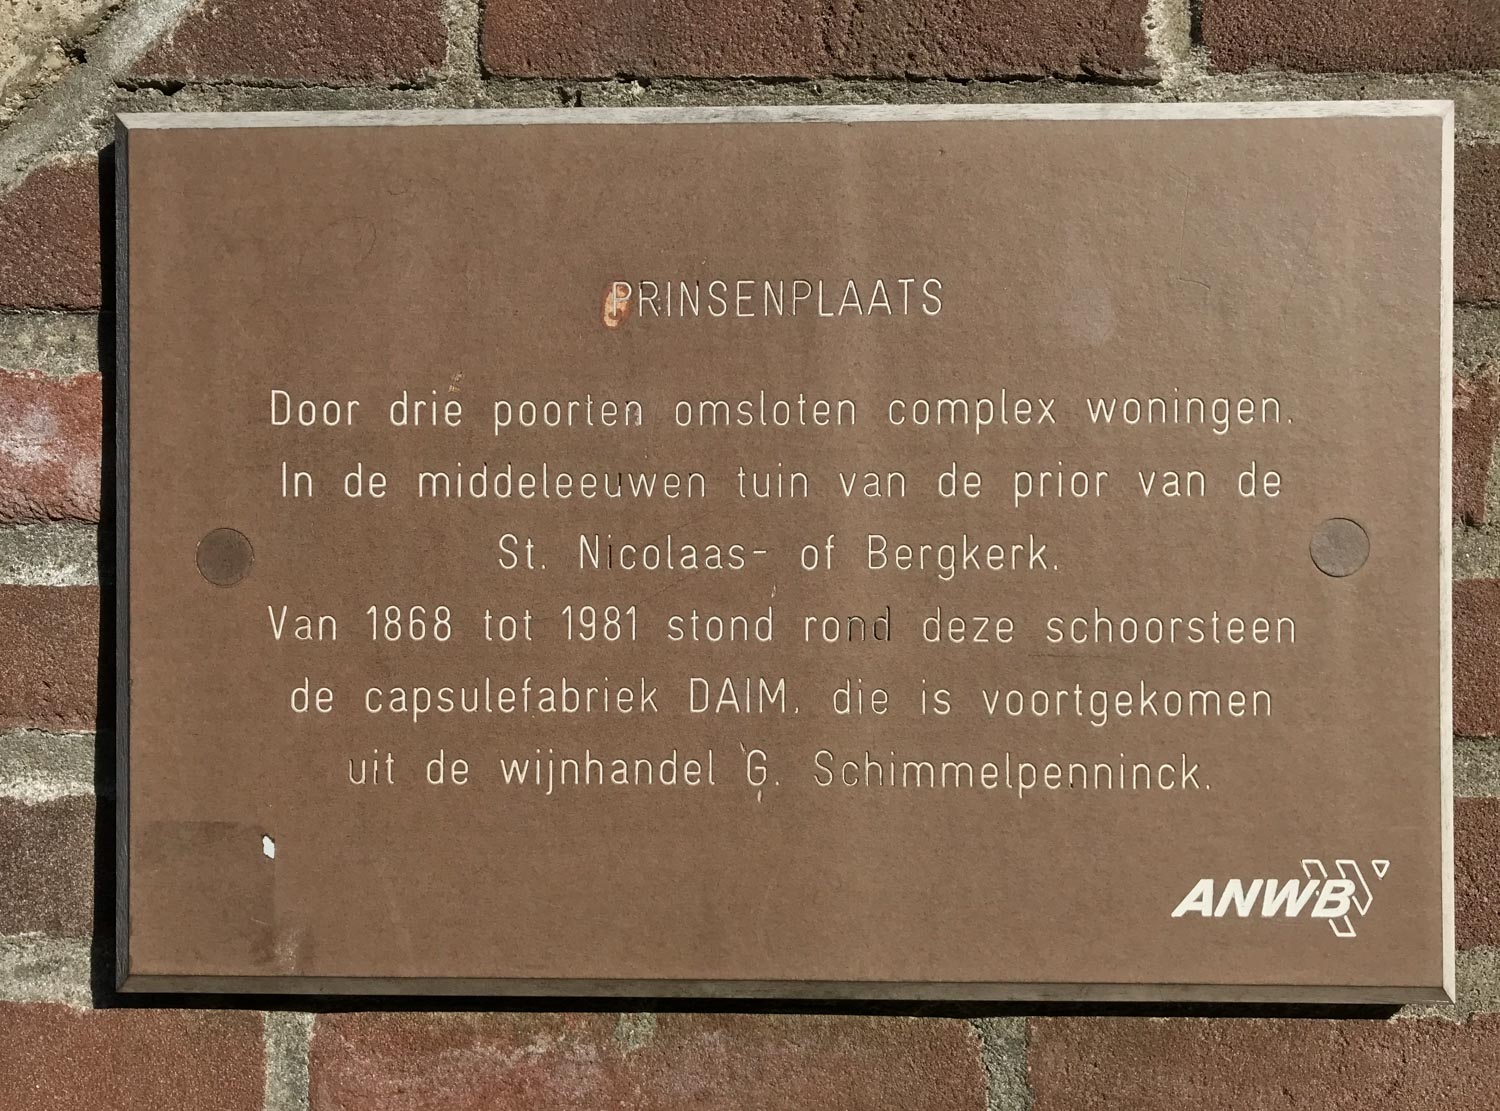 PRINSENPLAATS
Door drie poorten omsloten complex woningen.
In de middeleeuwen tuin van de prior van de
St. Nicolaas- of Bergkerk.
Van 1868 tot 1981 stond rond deze schoorsteen
de capsulefabriek DAIM, die is voortgekomen
uit de wijnhandel G. Schimmelpenninck.
ANWB